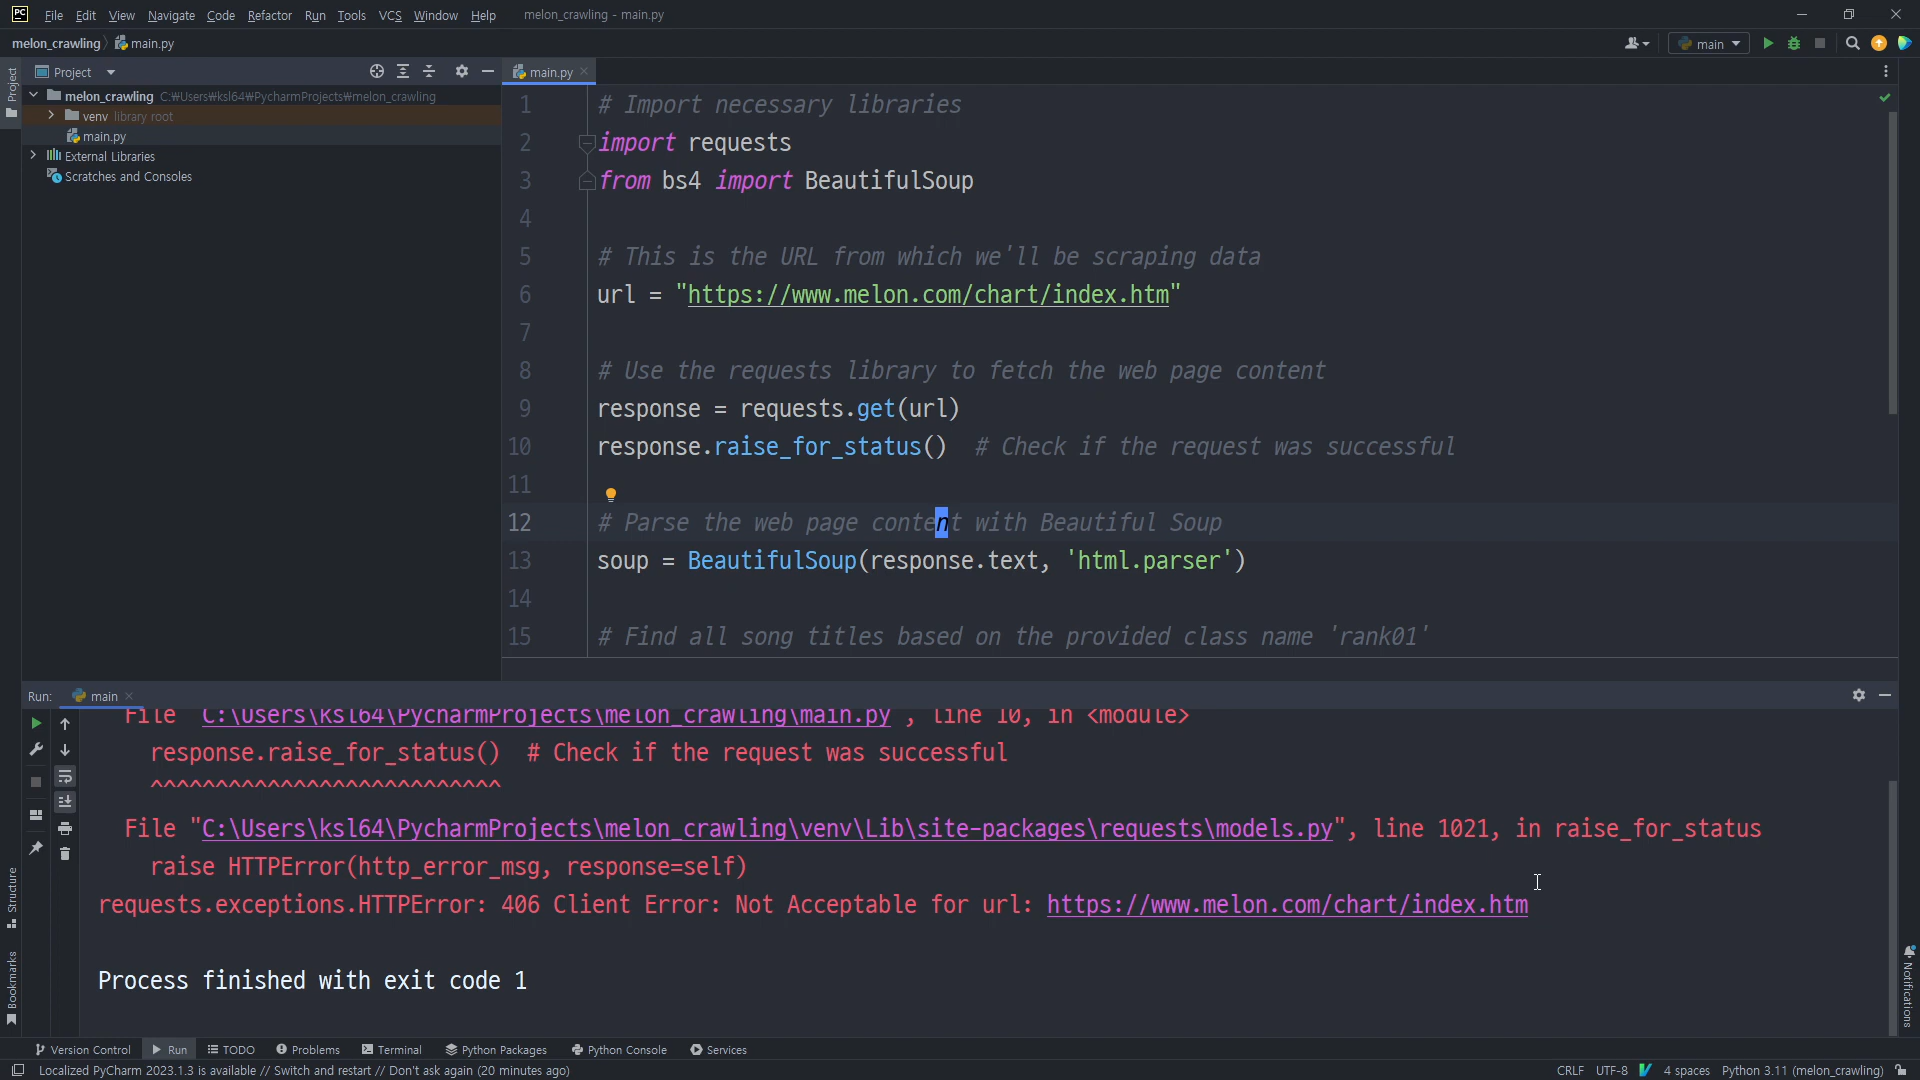 PC File Edit View Navigate Code Refactor Run Tools VCS Window Help melon_crawling - main.py
melon_crawling main.py main
Project Project main.py
melon_crawling C:₩Users₩ksl64₩PycharmProjects₩melon_crawling
venv library root
main.py
External Libraries
Scratches and Consoles
1 # Import necessary libraries
2 import requests
3 from bs4 import BeautifulSoup
4
5 # This is the URL from which we'll be scraping data
6 url = "https://www.melon.com/chart/index.htm"
7
8 # Use the requests library to fetch the web page content
9 response = requests.get(url)
10 response.raise_for_status()  # Check if the request was successful
11
12 # Parse the web page content with Beautiful Soup
13 soup = BeautifulSoup(response.text, 'html.parser')
14
15 # Find all song titles based on the provided class name 'rank01'
Run: main
File "C:\Users\ksl64\PycharmProjects\melon_crawling\main.py", line 10, in <module>
response.raise_for_status()  # Check if the request was successful
^^^^^^^^^^^^^^^^^^^^^^^^^^^
File "C:\Users\ksl64\PycharmProjects\melon_crawling\venv\Lib\site-packages\requests\models.py", line 1021, in raise_for_status
raise HTTPError(http_error_msg, response=self)
requests.exceptions.HTTPError: 406 Client Error: Not Acceptable for url: https://www.melon.com/chart/index.htm
Process finished with exit code 1
Structure
Bookmarks
Notifications
Version Control Run TODO Problems Terminal Python Packages Python Console Services
Localized PyCharm 2023.1.3 is available // Switch and restart // Don't ask again (20 minutes ago) CRLF UTF-8 4 spaces Python 3.11 (melon_crawling)